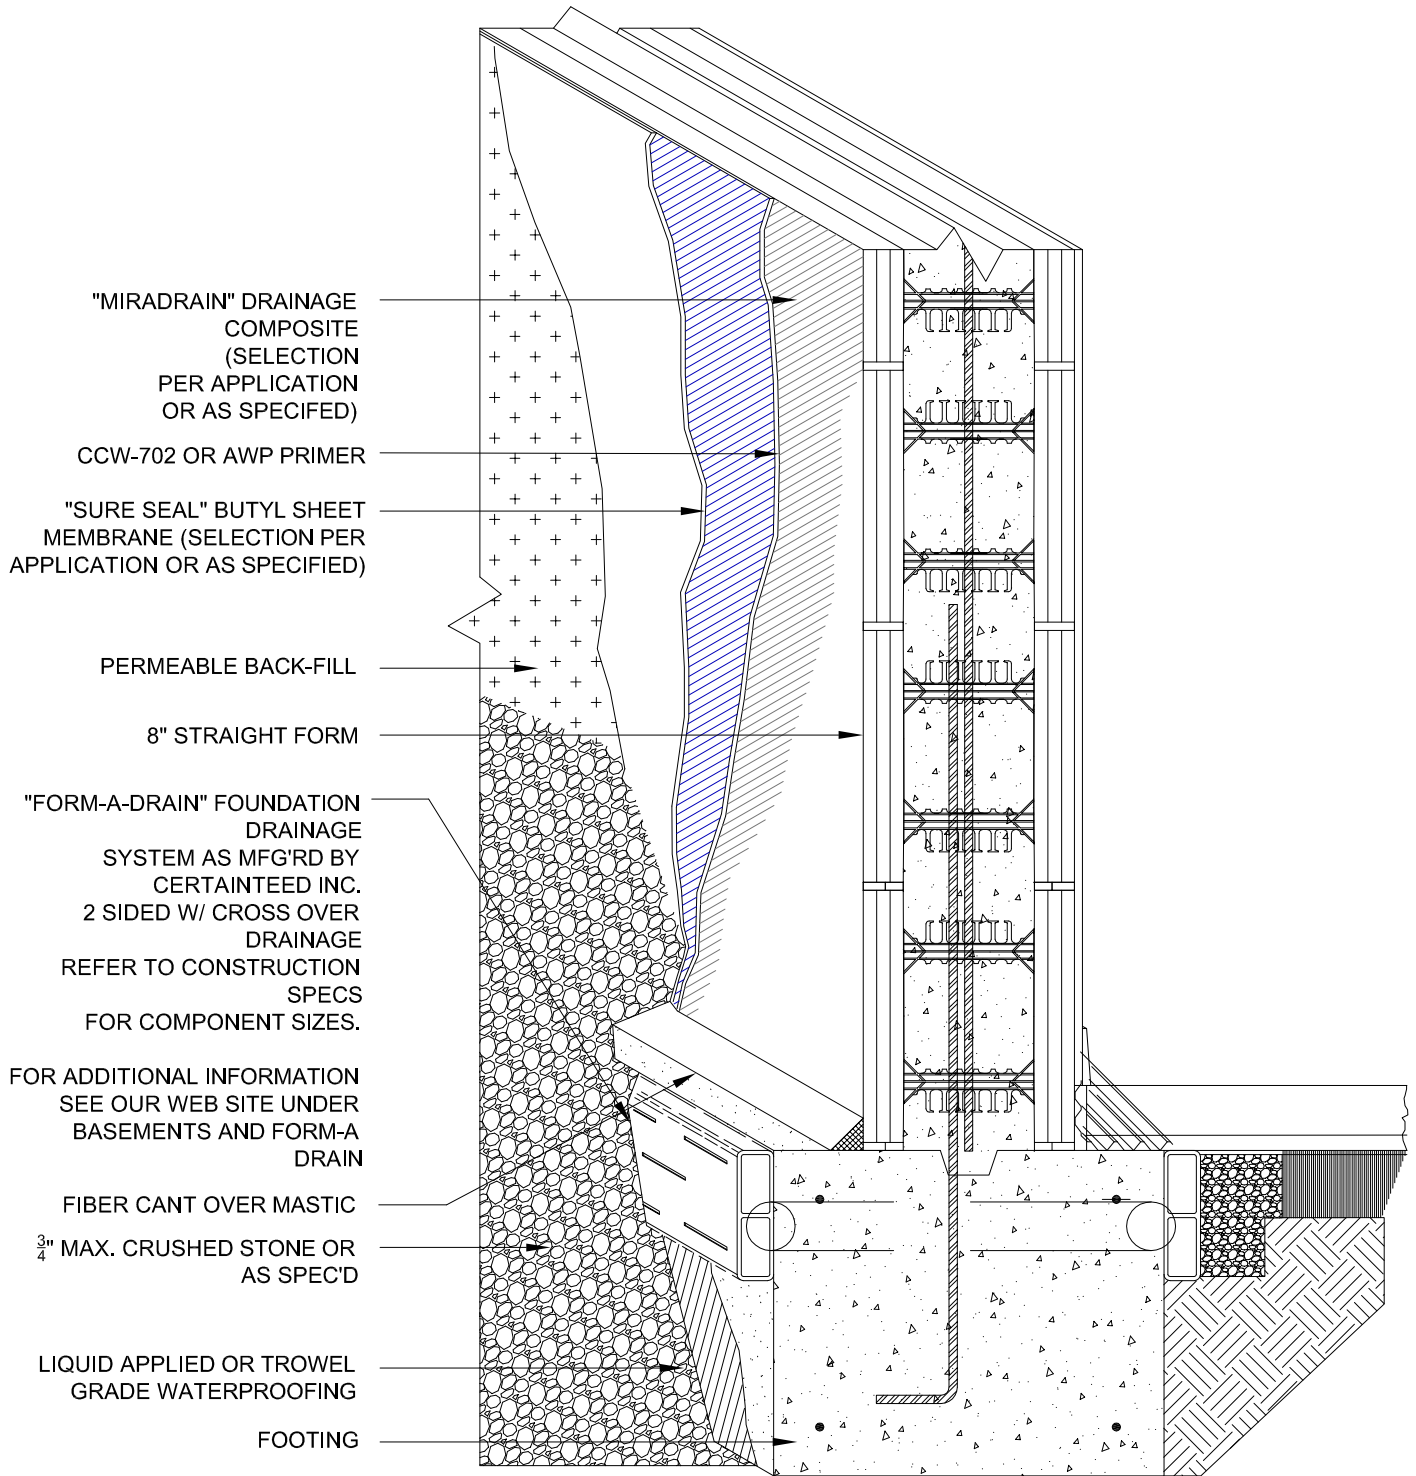 "MIRADRAIN" DRAINAGE
COMPOSITE
(SELECTION
PER APPLICATION
OR AS SPECIFED)
CCW-702 OR AWP PRIMER
"SURE SEAL" BUTYL SHEET
MEMBRANE (SELECTION PER
APPLICATION OR AS SPECIFIED)
PERMEABLE BACK-FILL
8" STRAIGHT FORM
"FORM-A-DRAIN" FOUNDATION
DRAINAGE
SYSTEM AS MFG'RD BY
CERTAINTEED INC.
2 SIDED W/ CROSS OVER
DRAINAGE
REFER TO CONSTRUCTION
SPECS
FOR COMPONENT SIZES.
FOR ADDITIONAL INFORMATION
SEE OUR WEB SITE UNDER
BASEMENTS AND FORM-A
DRAIN
FIBER CANT OVER MASTIC
3/4" MAX. CRUSHED STONE OR
AS SPEC'D
LIQUID APPLIED OR TROWEL
GRADE WATERPROOFING
FOOTING